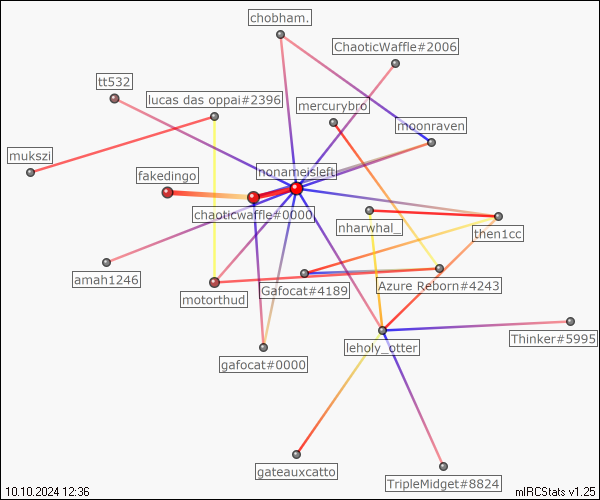 chobham.
ChaoticWaffle#2006
tt532
lucas das oppai#2396
mercurybro
moonraven
mukszi
fakedingo
nonameisleft
chaoticwaffle#0000
nharwhal_
then1cc
amah1246
motorthud
Gafocat#4189
Azure Reborn#4243
gafocat#0000
leholy_otter
Thinker#5995
gateauxcatto
TripleMidget#8824
10.10.2024 12:36
mIRCStats v1.25